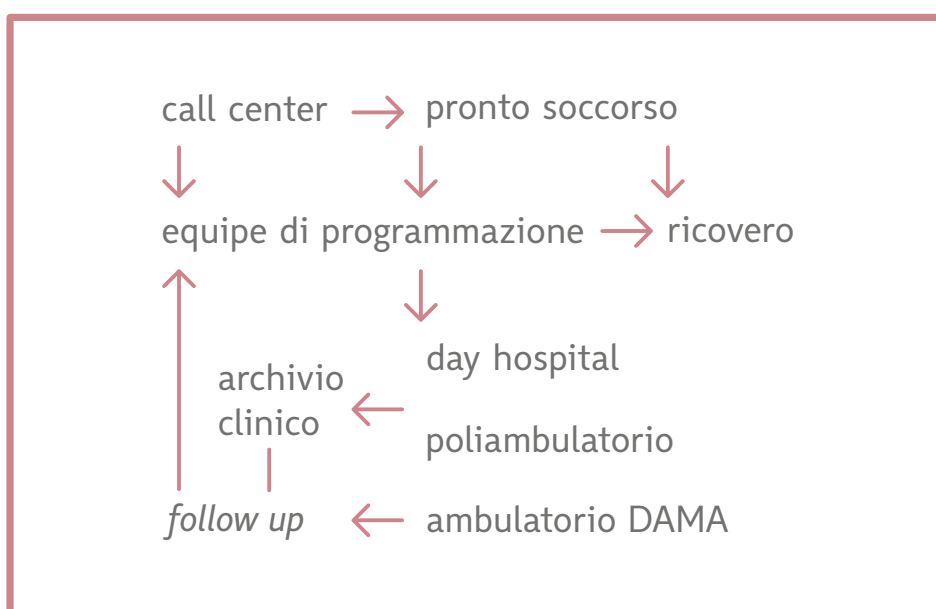 call center
pronto soccorso
equipe di programmazione
ricovero
day hospital
archivio
clinico
poliambulatorio
follow up
ambulatorio DAMA